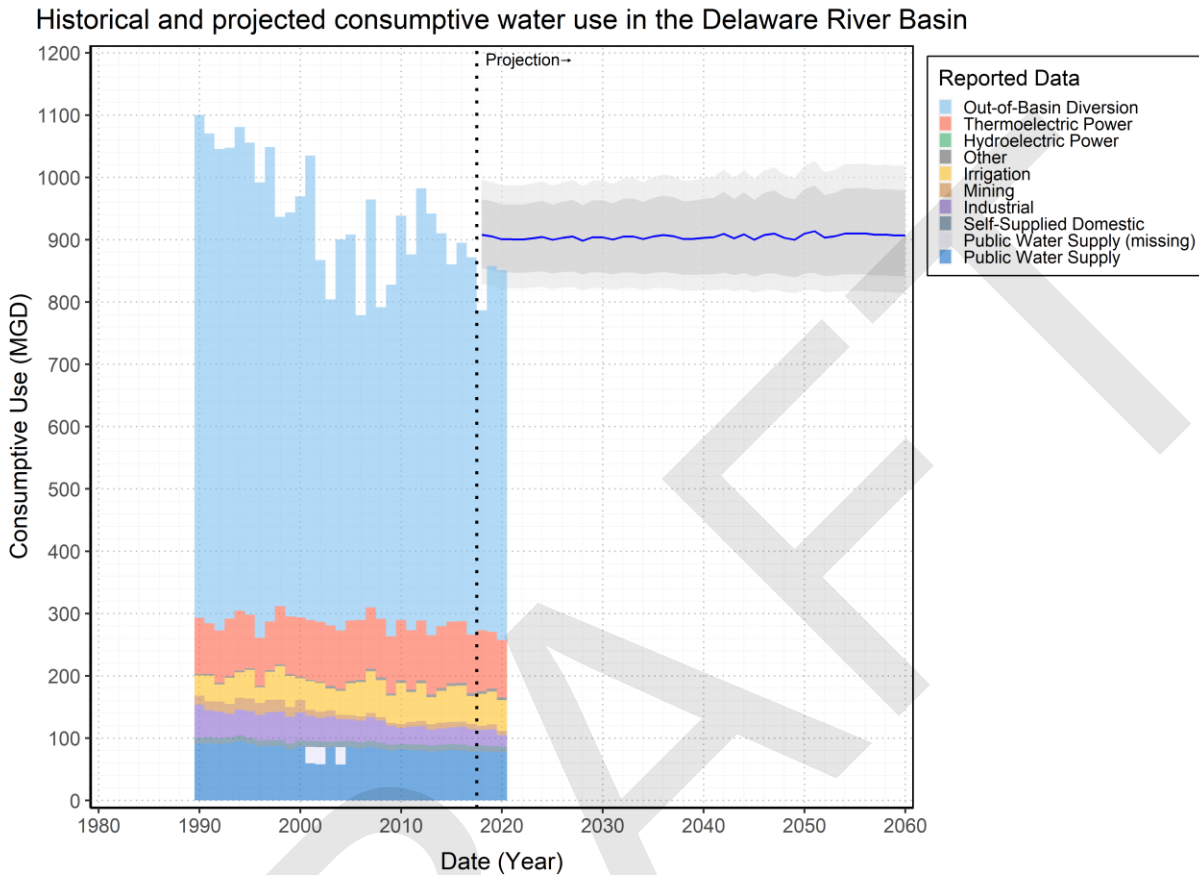 Historical and projected consumptive water use in the Delaware River Basin
Projection→
Consumptive Use (MGD)
1200
1100
1000
900
800
700
600
500
400
300
200
100
0
1980 1990 2000 2010 2020 2030 2040 2050 2060
Date (Year)
Reported Data
Out-of-Basin Diversion
Thermoelectric Power
Hydroelectric Power
Other
Irrigation
Mining
Industrial
Self-Supplied Domestic
Public Water Supply (missing)
Public Water Supply
DRAFT